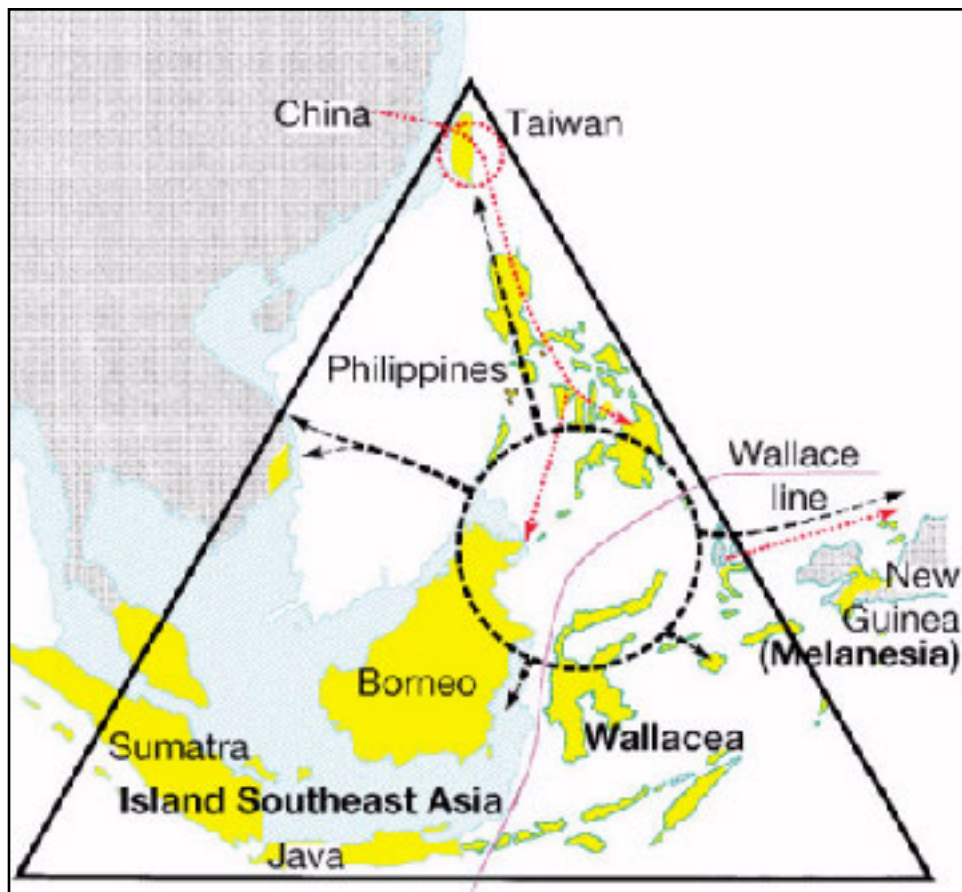 China
Taiwan
Philippines
Wallace
line
New
Guinea
(Melanesia)
Borneo
Wallacea
Sumatra
Island Southeast Asia
Java